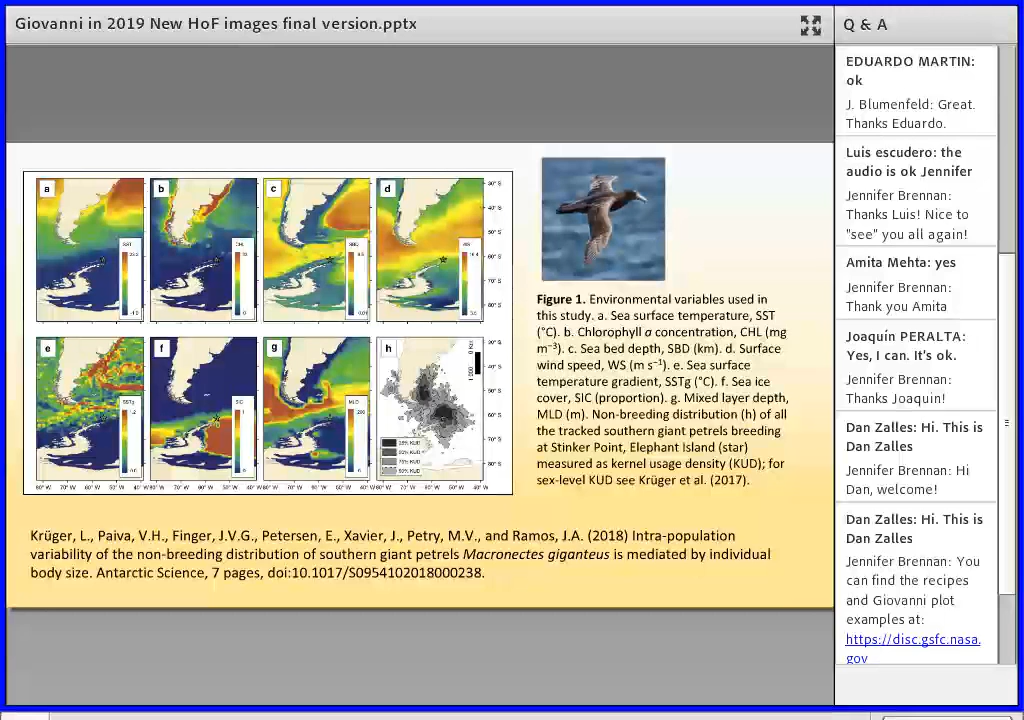 Giovanni in 2019 New HoF images final version.pptx
Q & A
EDUARDO MARTIN:
ok
J. Blumenfeld: Great.
Thanks Eduardo.
Luis escudero: the
audio is ok Jennifer
Jennifer Brennan:
Thanks Luis! Nice to
"see" you all again!
Amita Mehta: yes
Jennifer Brennan:
Thank you Amita
Joaquín PERALTA:
Yes, I can. It's ok.
Jennifer Brennan:
Thanks Joaquin!
Dan Zalles: Hi. This is
Dan Zalles
Jennifer Brennan: Hi
Dan, welcome!
Dan Zalles: Hi. This is
Dan Zalles
Jennifer Brennan: You
can find the recipes
and Giovanni plot
examples at:
https://disc.gsfc.nasa.
gov
a
b
c
d
SST
CHL
SBD
WS
e
f
g
h
SSTg
SIC
MLD
Figure 1. Environmental variables used in
this study. a. Sea surface temperature, SST
(°C). b. Chlorophyll a concentration, CHL (mg
m−3). c. Sea bed depth, SBD (km). d. Surface
wind speed, WS (m s−1). e. Sea surface
temperature gradient, SSTg (°C). f. Sea ice
cover, SIC (proportion). g. Mixed layer depth,
MLD (m). Non-breeding distribution (h) of all
the tracked southern giant petrels breeding
at Stinker Point, Elephant Island (star)
measured as kernel usage density (KUD); for
sex-level KUD see Krüger et al. (2017).
Krüger, L., Paiva, V.H., Finger, J.V.G., Petersen, E., Xavier, J., Petry, M.V., and Ramos, J.A. (2018) Intra-population
variability of the non-breeding distribution of southern giant petrels Macronectes giganteus is mediated by individual
body size. Antarctic Science, 7 pages, doi:10.1017/S0954102018000238.